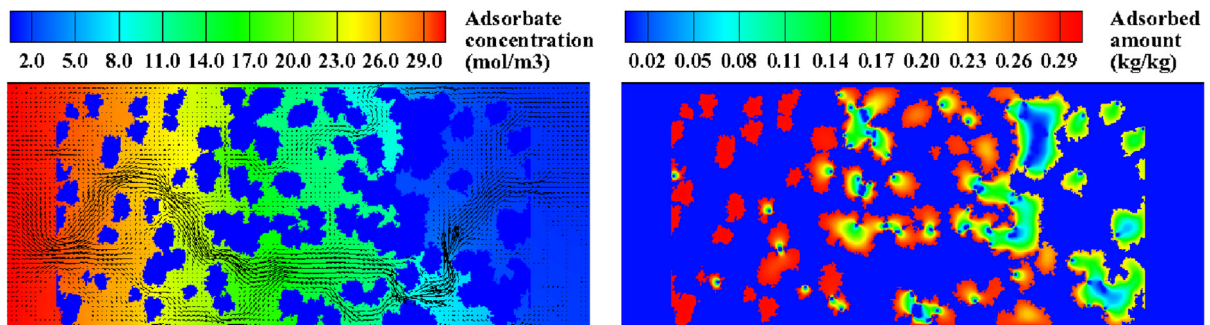 Adsorbate
concentration
(mol/m3)
2.0 5.0 8.0 11.0 14.0 17.0 20.0 23.0 26.0 29.0
Adsorbed
amount
(kg/kg)
0.02 0.05 0.08 0.11 0.14 0.17 0.20 0.23 0.26 0.29